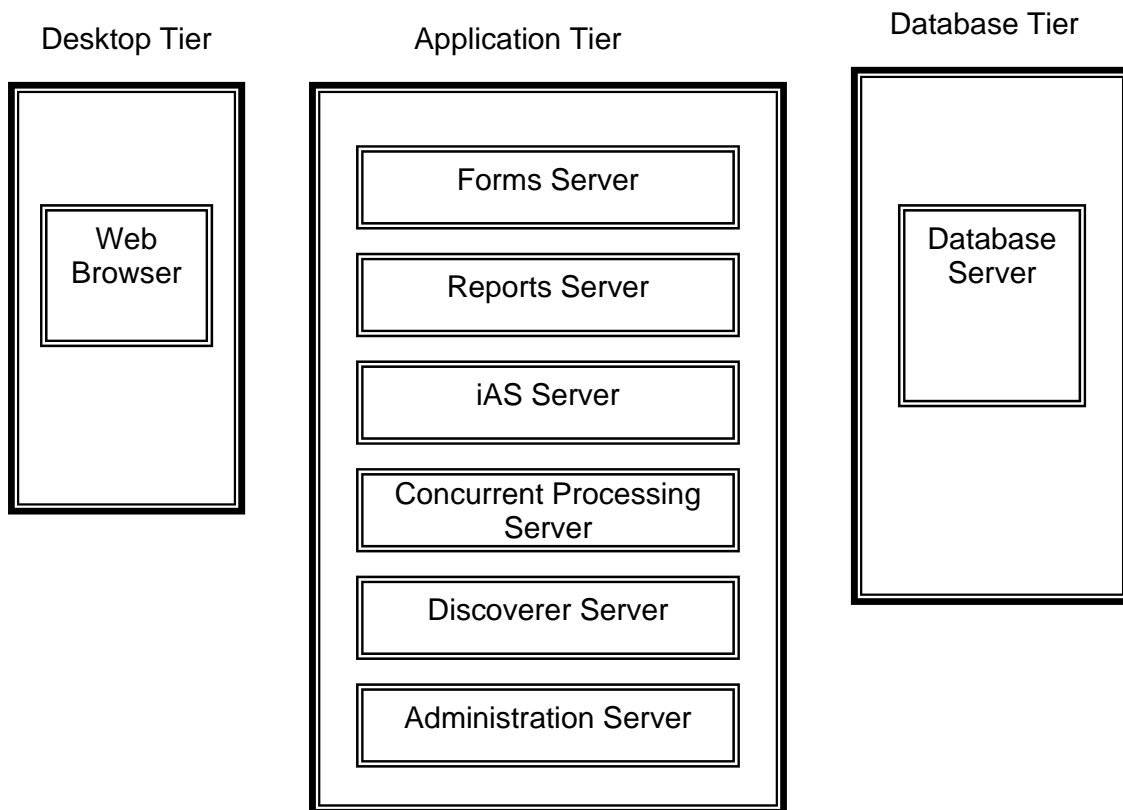 Desktop Tier
Application Tier
Database Tier
Web
Browser
Forms Server
Reports Server
iAS Server
Concurrent Processing
Server
Discoverer Server
Administration Server
Database
Server